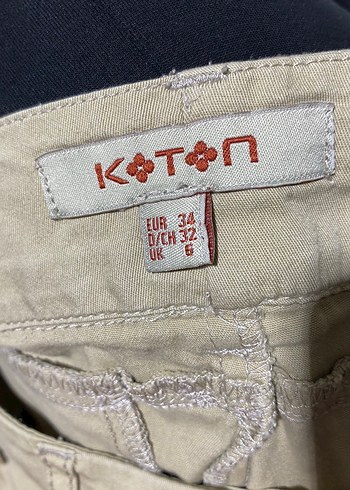 KOTON
EUR 34
D/CH 32
UK 6